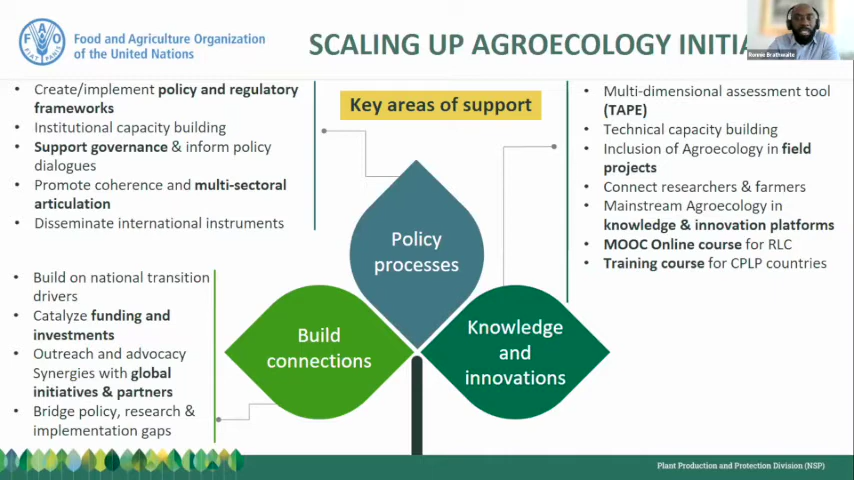 Food and Agriculture Organization
of the United Nations
SCALING UP AGROECOLOGY
Ronnie Brathwaite
Key areas of support
• Create/implement policy and regulatory
frameworks
• Institutional capacity building
• Support governance & inform policy
dialogues
• Promote coherence and multi-sectoral
articulation
• Disseminate international instruments
• Build on national transition
drivers
• Catalyze funding and
investments
• Outreach and advocacy
Synergies with global
initiatives & partners
• Bridge policy, research &
implementation gaps
Policy
processes
Build
connections
Knowledge
and
innovations
• Multi-dimensional assessment tool
(TAPE)
• Technical capacity building
• Inclusion of Agroecology in field
projects
• Connect researchers & farmers
• Mainstream Agroecology in
knowledge & innovation platforms
• MOOC Online course for RLC
• Training course for CPLP countries
Plant Production and Protection Division (NSP)